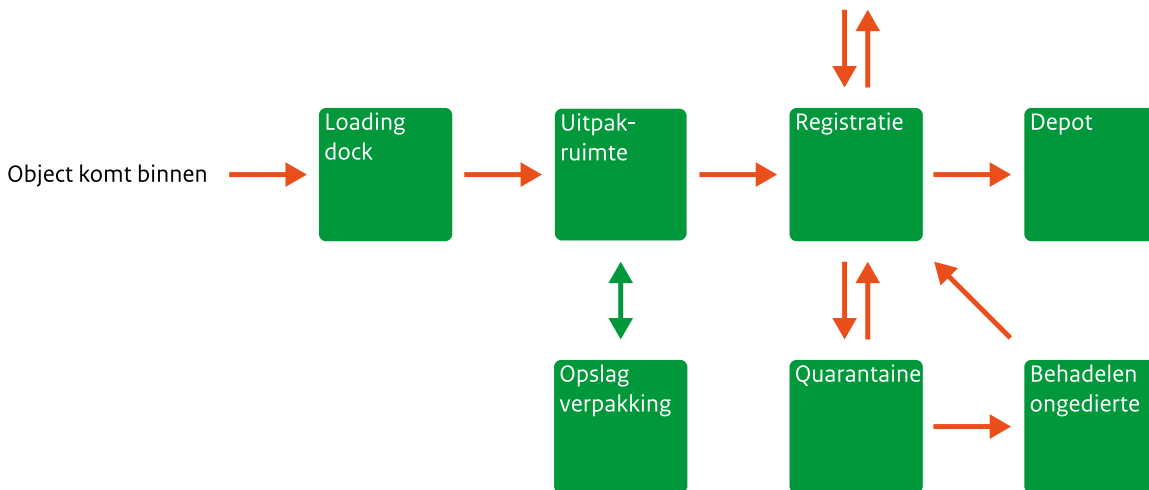 Loading
dock
Uitpak-
ruimte
Registratie
Depot
Object komt binnen
Opslag
verpakking
Quarantaine
Behadelen
ongedierte